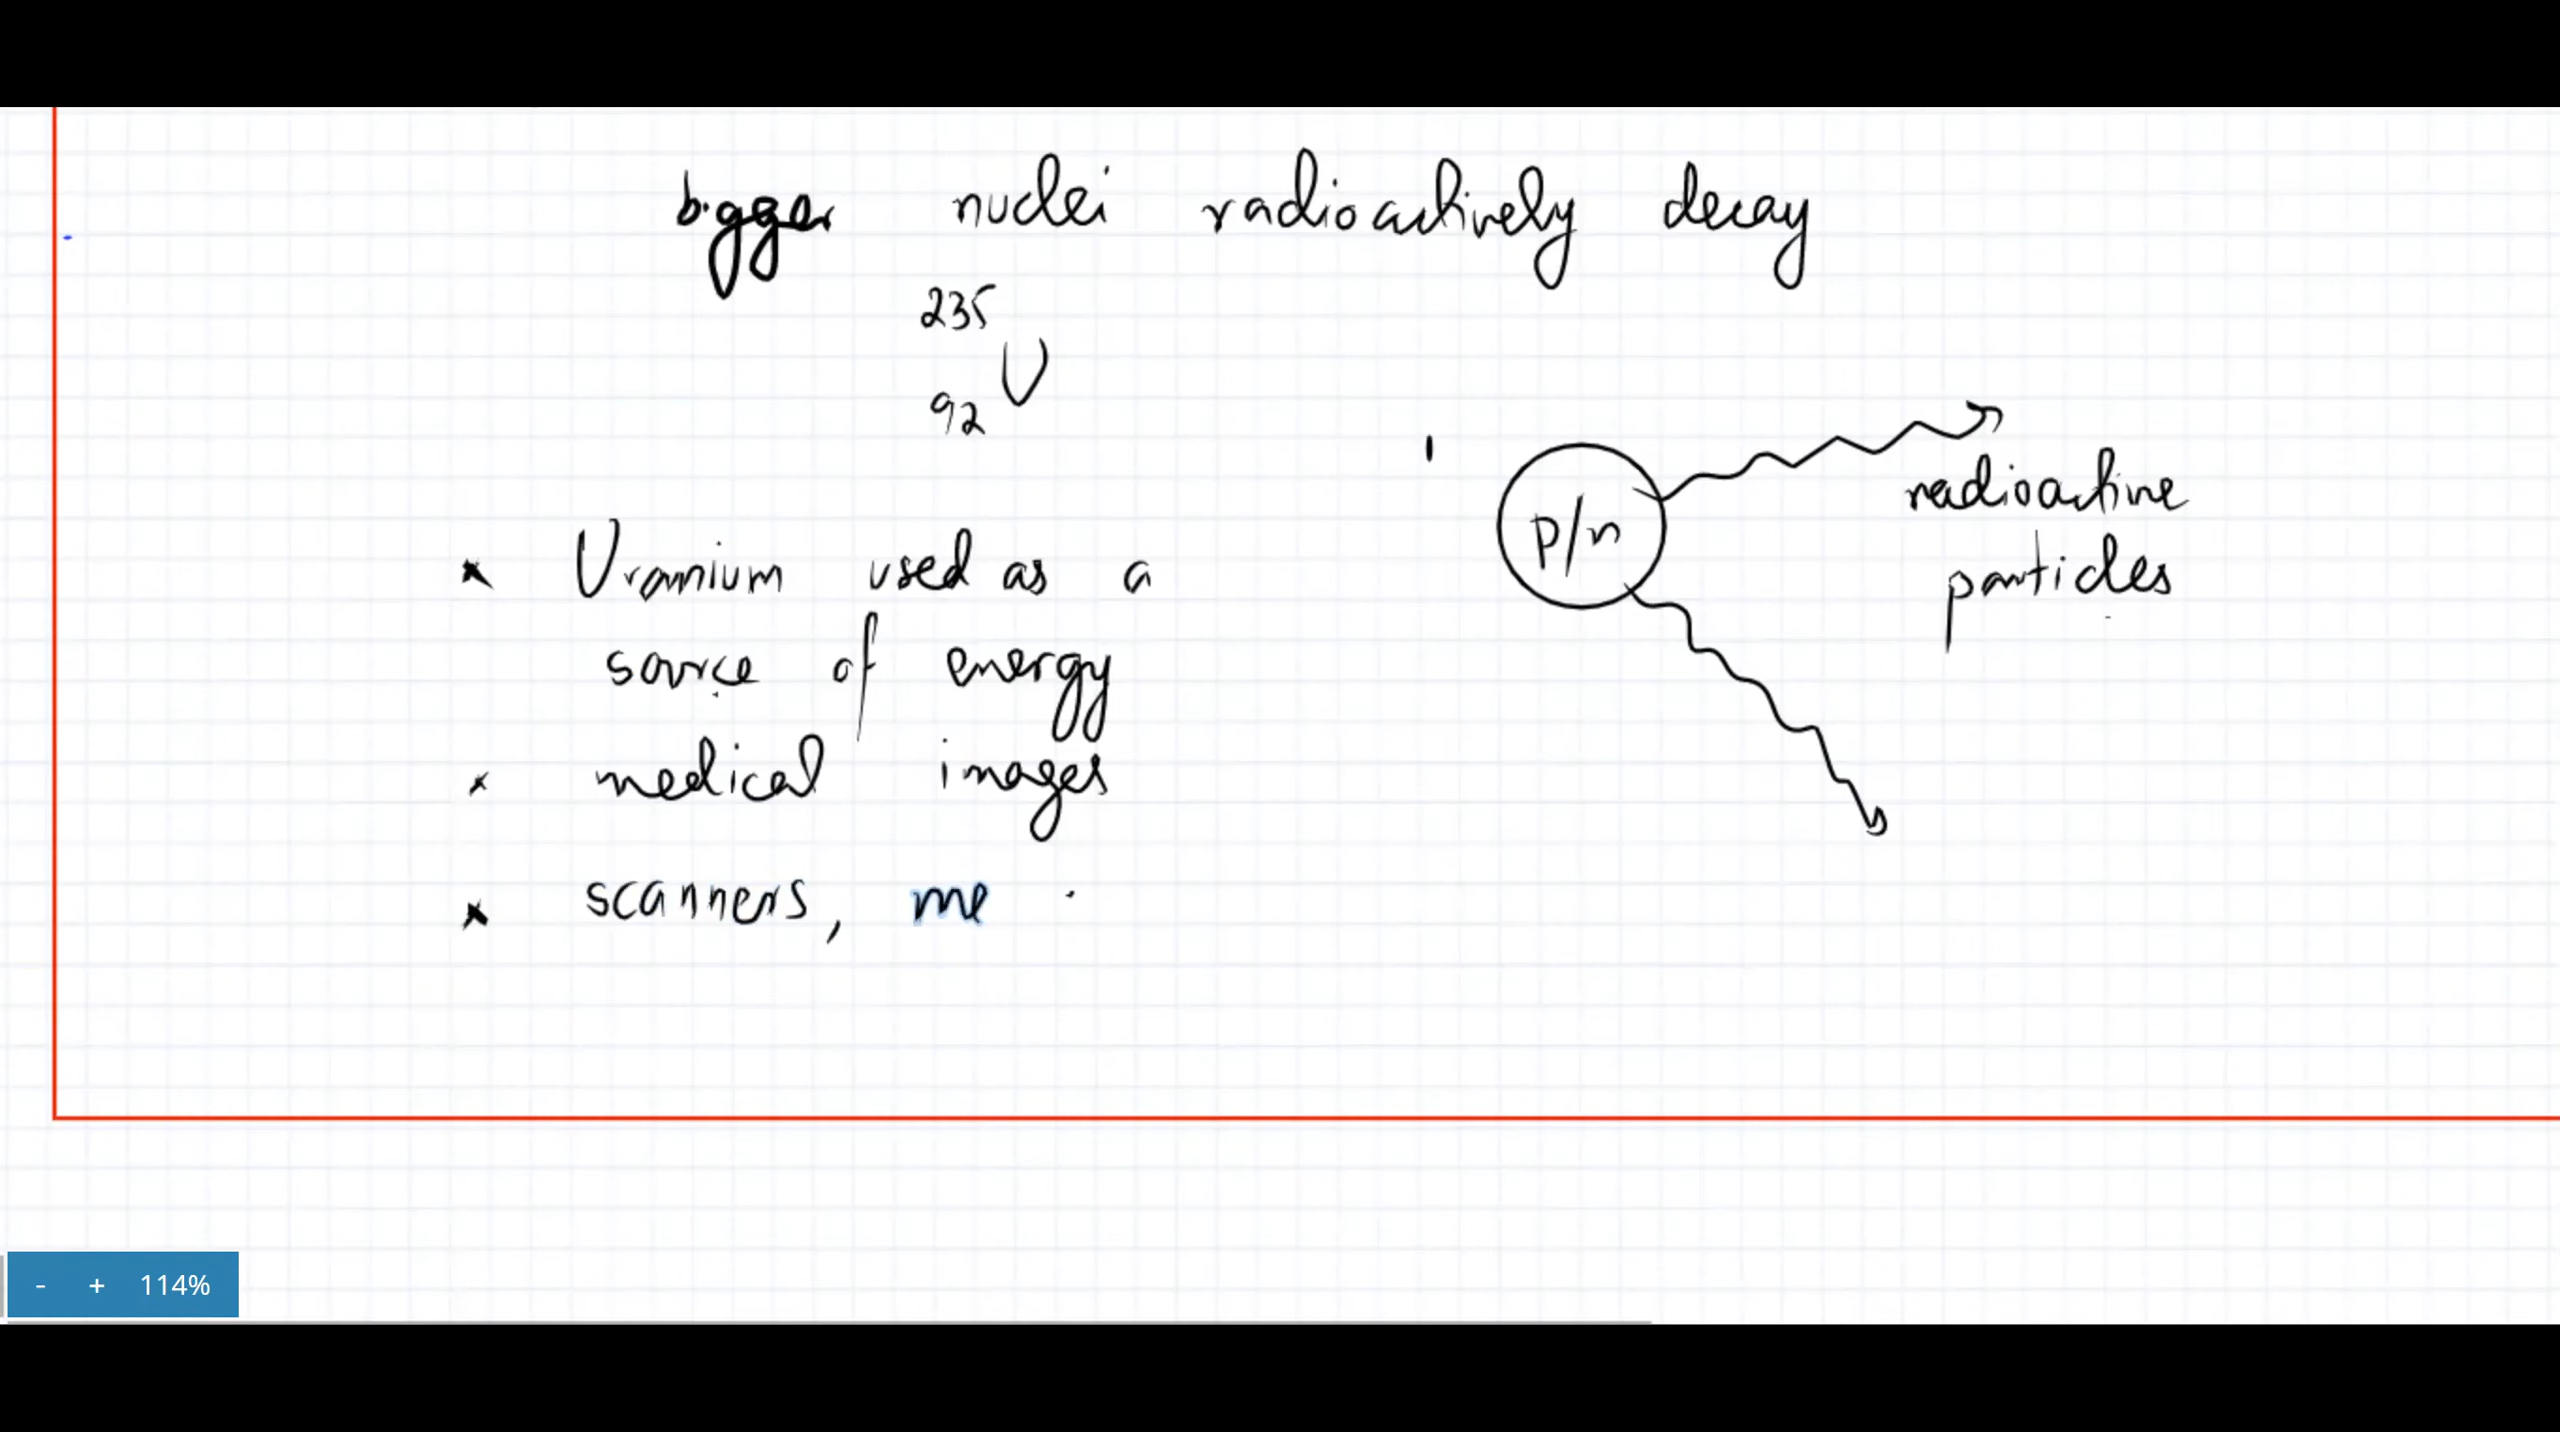 bigger nuclei radioactively decay
235
U
92
p/n
radioactive
particles
* Uranium used as a
source of energy
* medical images
* scanners, me
- + 114%